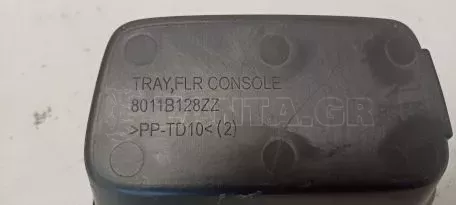 TRAY,FLR CONSOLE
8011B128ZZ
>PP-TD10< (2)